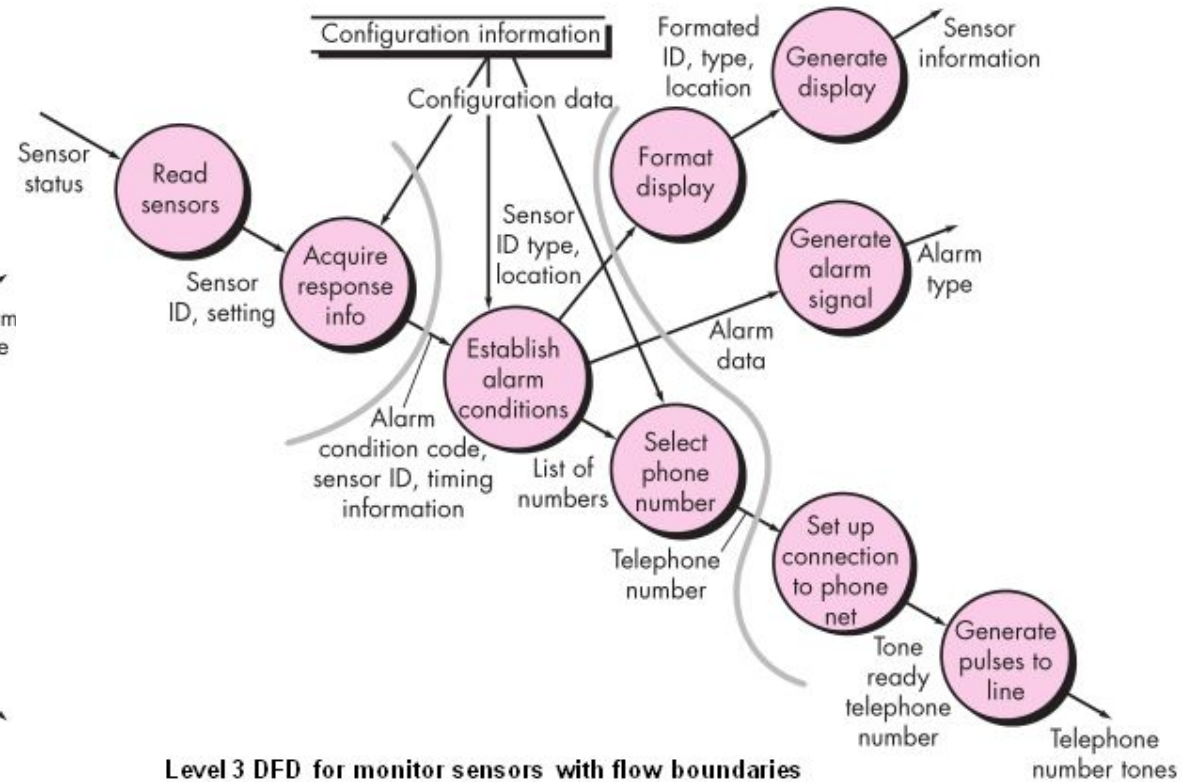 Configuration information
Configuration data
Sensor
status
Read
sensors
Sensor
ID, setting
Acquire
response
info
Alarm
condition code,
sensor ID, timing
information
Establish
alarm
conditions
Sensor
ID type,
location
Format
display
Formated
ID, type,
location
Generate
display
Sensor
information
Alarm
data
Generate
alarm
signal
Alarm
type
List of
numbers
Select
phone
number
Telephone
number
Set up
connection
to phone
net
Tone
ready
telephone
number
Generate
pulses to
line
Telephone
number tones
m
e
Level 3 DFD for monitor sensors with flow boundaries